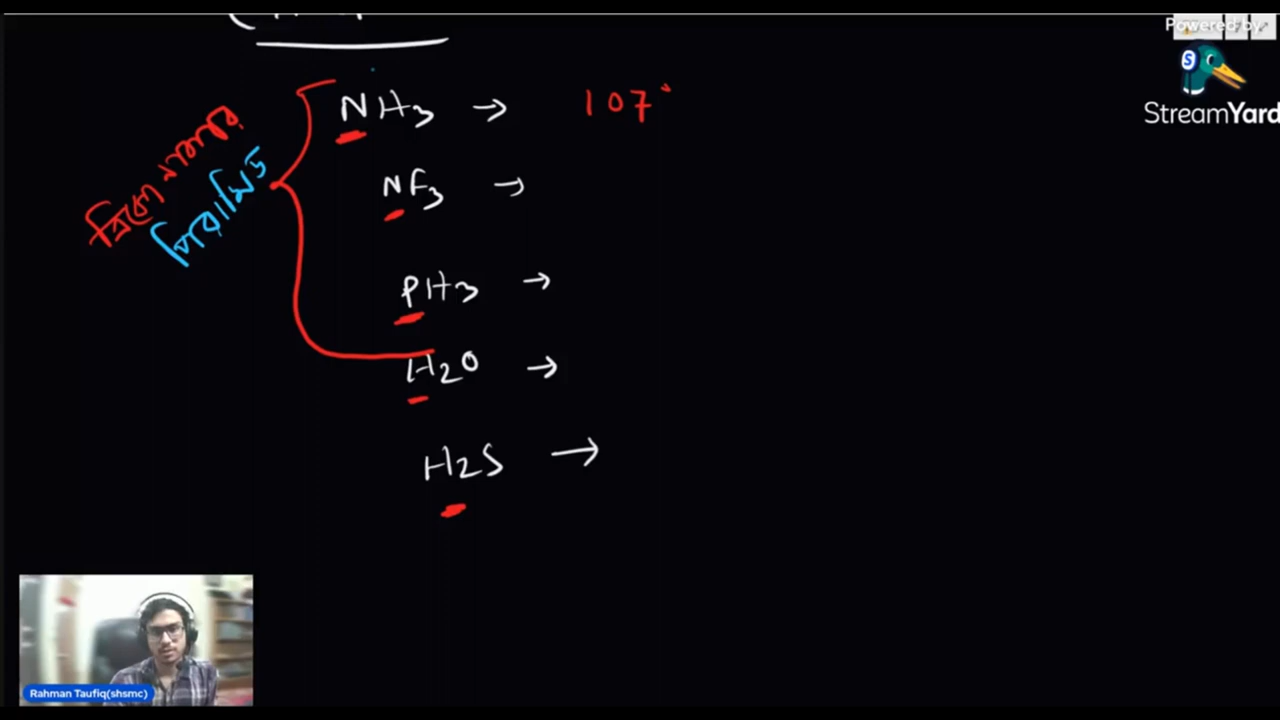 Powered by
StreamYard
NH3 → 107°
ত্রিকোণাকার
পিরামিড
NF3 →
PH3 →
H2O →
H2S →
Rahman Taufiq(shsmc)